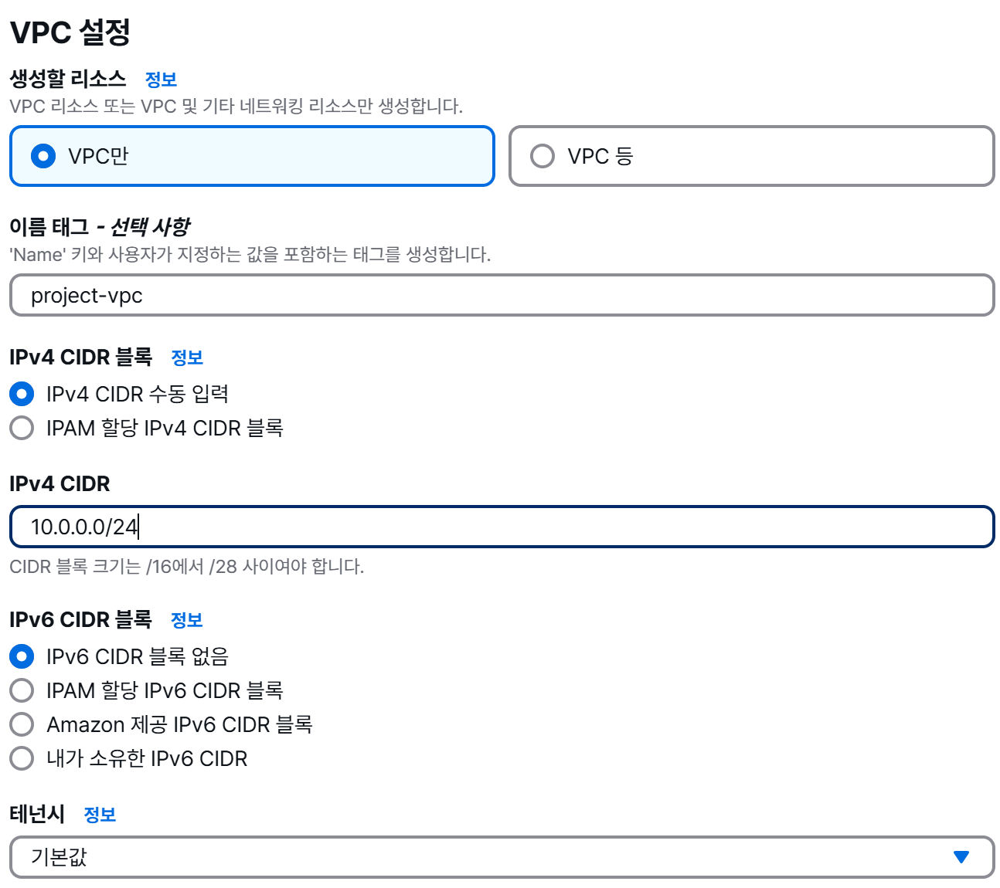 VPC 설정
생성할 리소스 정보
VPC 리소스 또는 VPC 및 기타 네트워킹 리소스만 생성합니다.
VPC만 VPC 등
이름 태그 - 선택 사항
'Name' 키와 사용자가 지정하는 값을 포함하는 태그를 생성합니다.
project-vpc
IPv4 CIDR 블록 정보
IPv4 CIDR 수동 입력
IPAM 할당 IPv4 CIDR 블록
IPv4 CIDR
10.0.0.0/24
CIDR 블록 크기는 /16에서 /28 사이여야 합니다.
IPv6 CIDR 블록 정보
IPv6 CIDR 블록 없음
IPAM 할당 IPv6 CIDR 블록
Amazon 제공 IPv6 CIDR 블록
내가 소유한 IPv6 CIDR
테넌시 정보
기본값